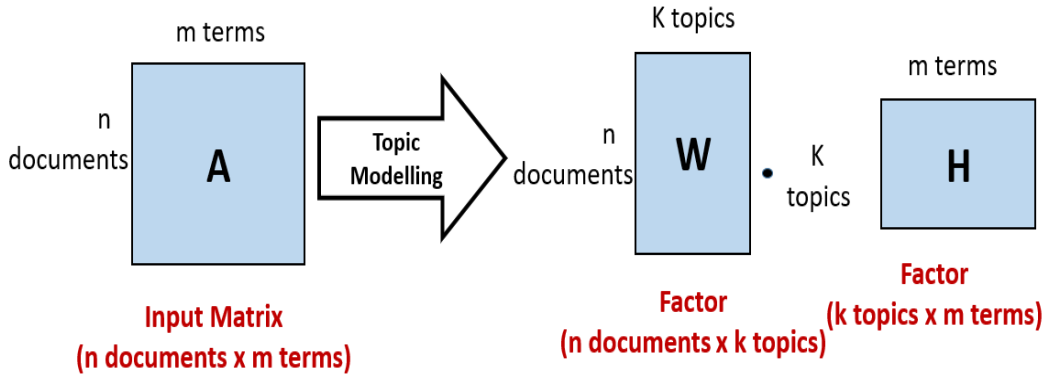 m terms
n
documents
A
Input Matrix
(n documents x m terms)
Topic
Modelling
K topics
n
documents
W
Factor
(n documents x k topics)
K
topics
m terms
H
Factor
(k topics x m terms)